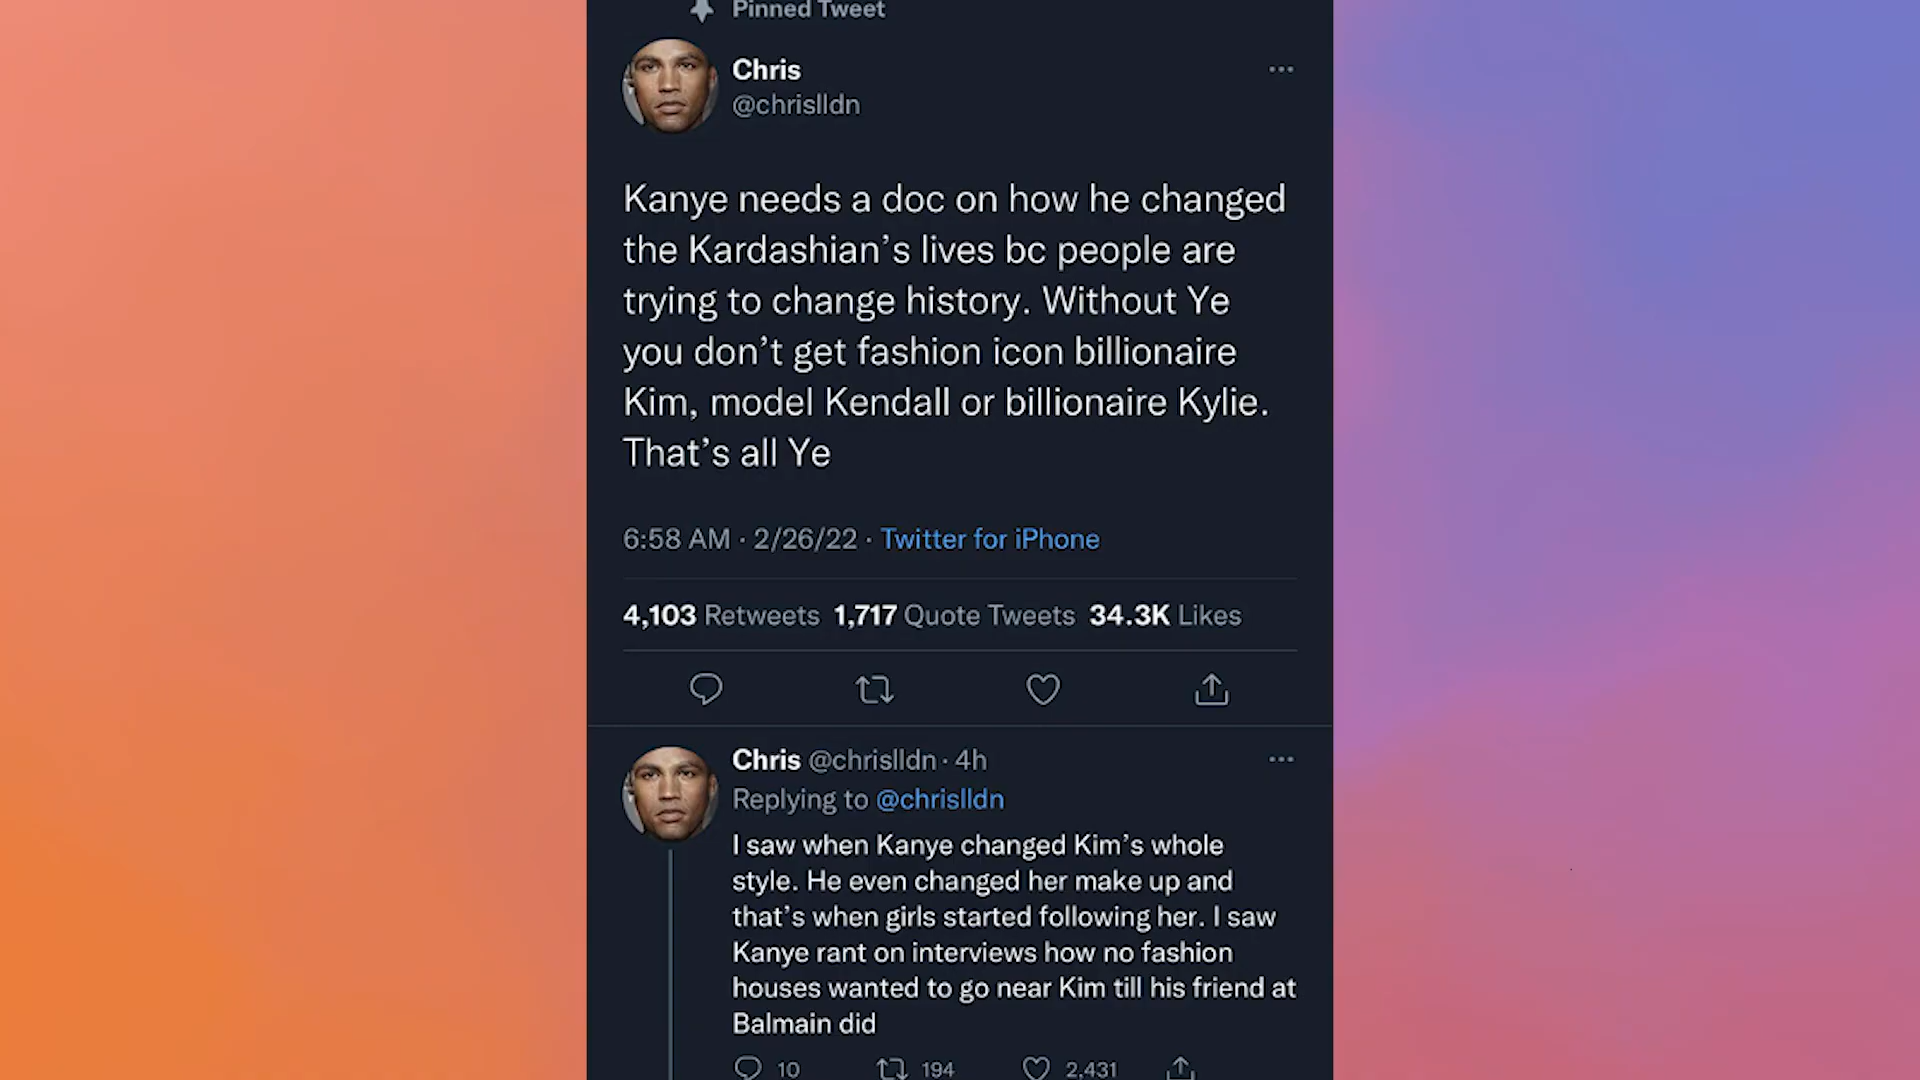 Pinned Tweet
Chris
@chrislldn
Kanye needs a doc on how he changed
the Kardashian’s lives bc people are
trying to change history. Without Ye
you don’t get fashion icon billionaire
Kim, model Kendall or billionaire Kylie.
That’s all Ye
6:58 AM · 2/26/22 · Twitter for iPhone
4,103 Retweets 1,717 Quote Tweets 34.3K Likes
Chris @chrislldn · 4h
Replying to @chrislldn
I saw when Kanye changed Kim’s whole
style. He even changed her make up and
that’s when girls started following her. I saw
Kanye rant on interviews how no fashion
houses wanted to go near Kim till his friend at
Balmain did
10 194 2,431